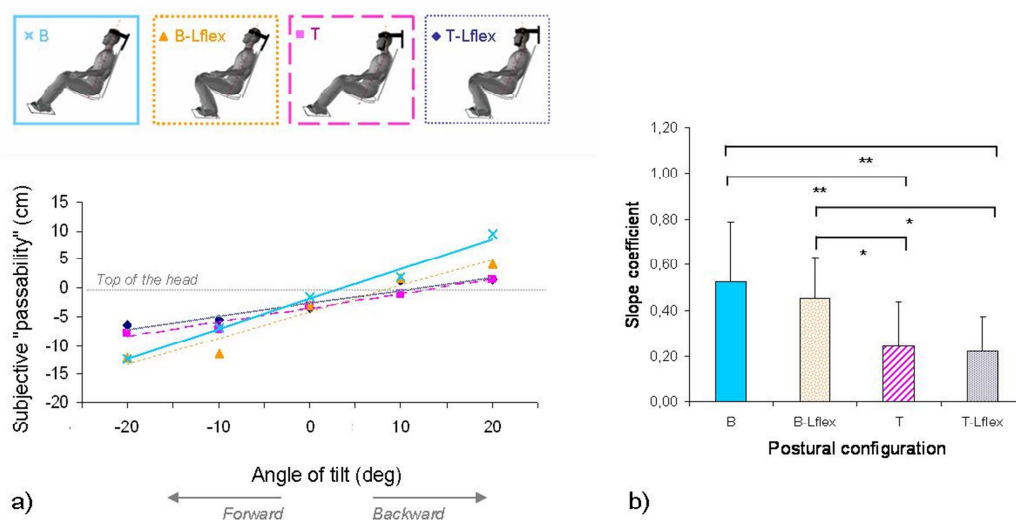 B
B-Lflex
T
T-Lflex
Subjective "passability" (cm)
15
10
5
0
-5
-10
-15
-20
Top of the head
-20 -10 0 10 20
Angle of tilt (deg)
Forward Backward
a)
Slope coefficient
1,20
1,00
0,80
0,60
0,40
0,20
0,00
**
**
*
*
B B-Lflex T T-Lflex
Postural configuration
b)